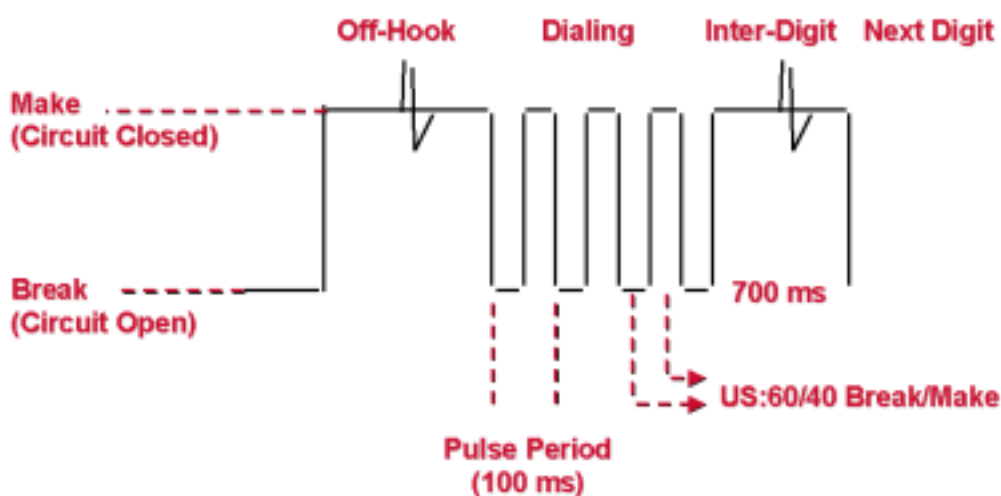 Off-Hook Dialing Inter-Digit Next Digit
Make
(Circuit Closed)
Break
(Circuit Open)
700 ms
US:60/40 Break/Make
Pulse Period
(100 ms)